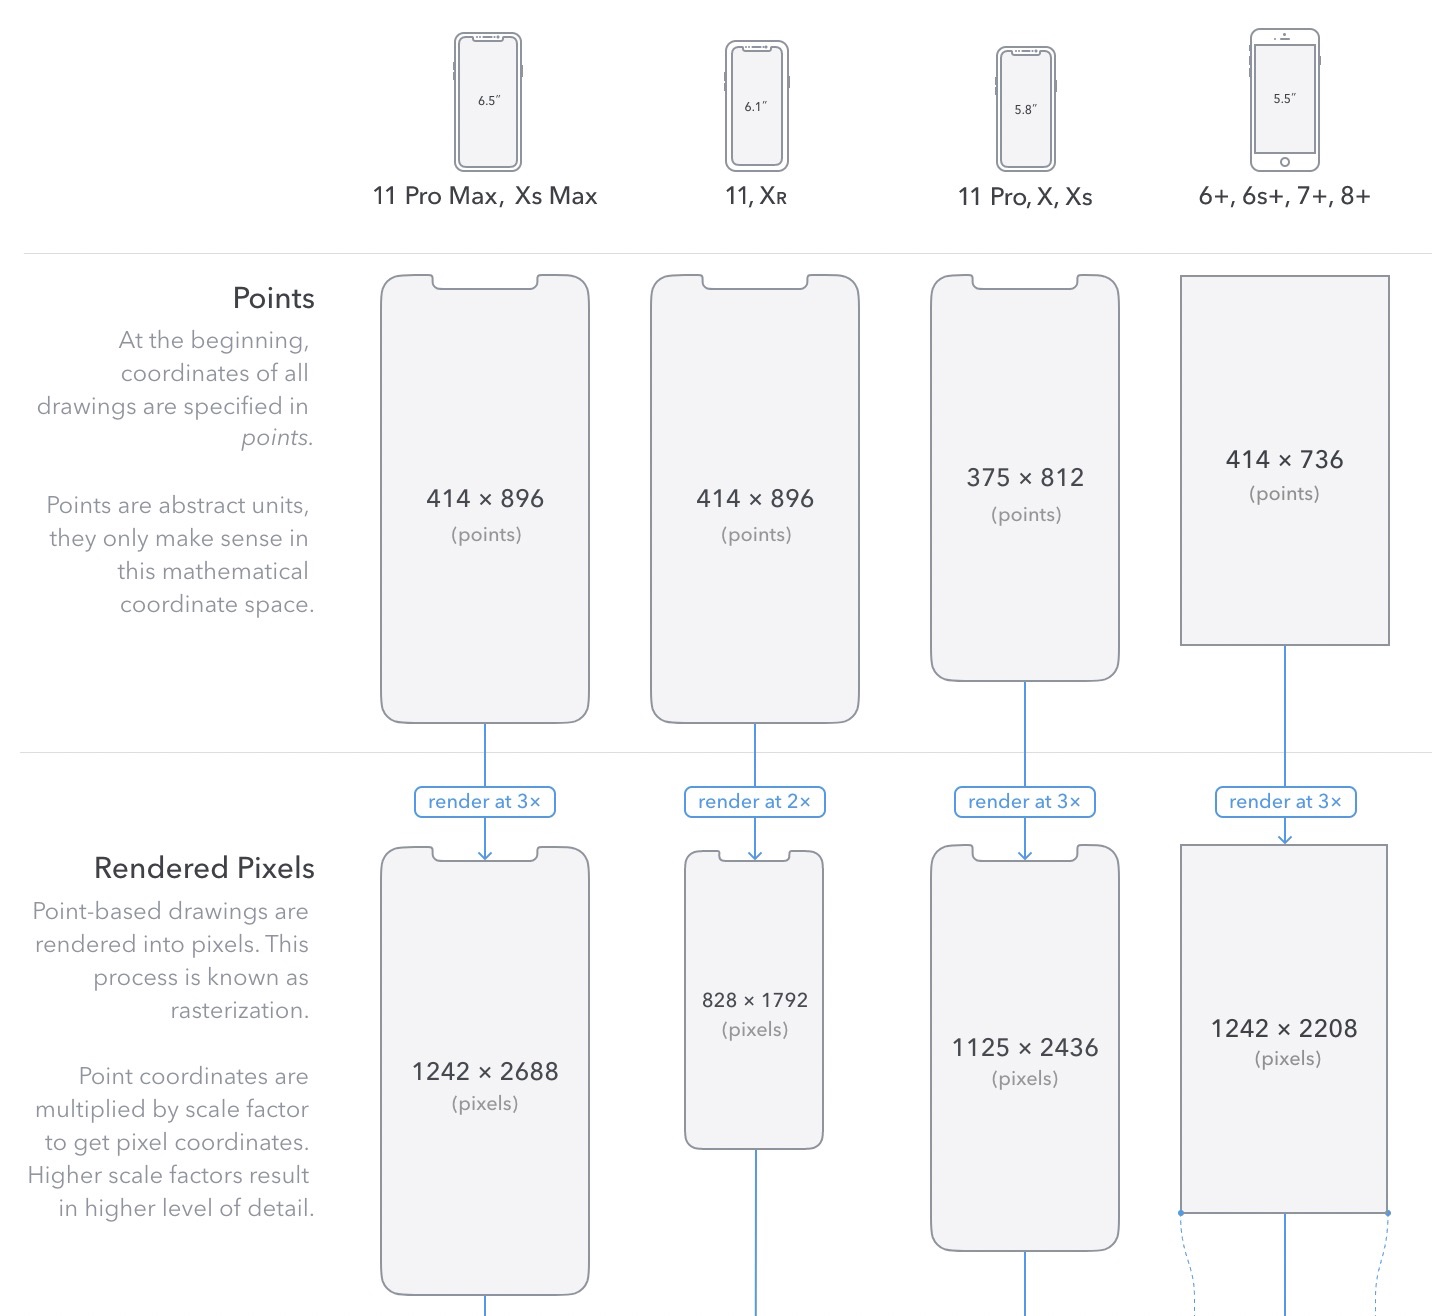 6.5″
6.1″
5.8″
5.5″
11 Pro Max, Xs Max
11, XR
11 Pro, X, Xs
6+, 6s+, 7+, 8+
Points
At the beginning,
coordinates of all
drawings are specified in
points.
Points are abstract units,
they only make sense in
this mathematical
coordinate space.
414 × 896
(points)
414 × 896
(points)
375 × 812
(points)
414 × 736
(points)
render at 3×
render at 2×
render at 3×
render at 3×
Rendered Pixels
Point-based drawings are
rendered into pixels. This
process is known as
rasterization.
Point coordinates are
multiplied by scale factor
to get pixel coordinates.
Higher scale factors result
in higher level of detail.
1242 × 2688
(pixels)
828 × 1792
(pixels)
1125 × 2436
(pixels)
1242 × 2208
(pixels)